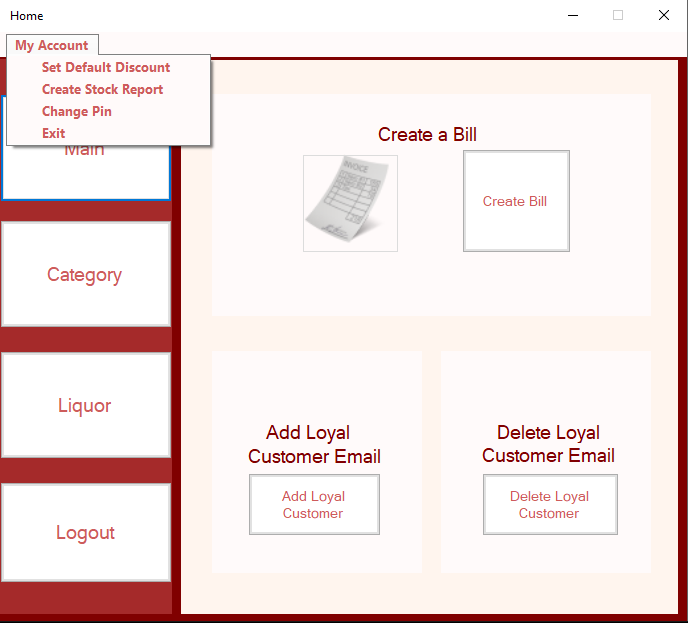 Home
My Account
Set Default Discount
Create Stock Report
Change Pin
Exit
Main
Category
Liquor
Logout
Create a Bill
INVOICE
Create Bill
Add Loyal
Customer Email
Add Loyal
Customer
Delete Loyal
Customer Email
Delete Loyal
Customer